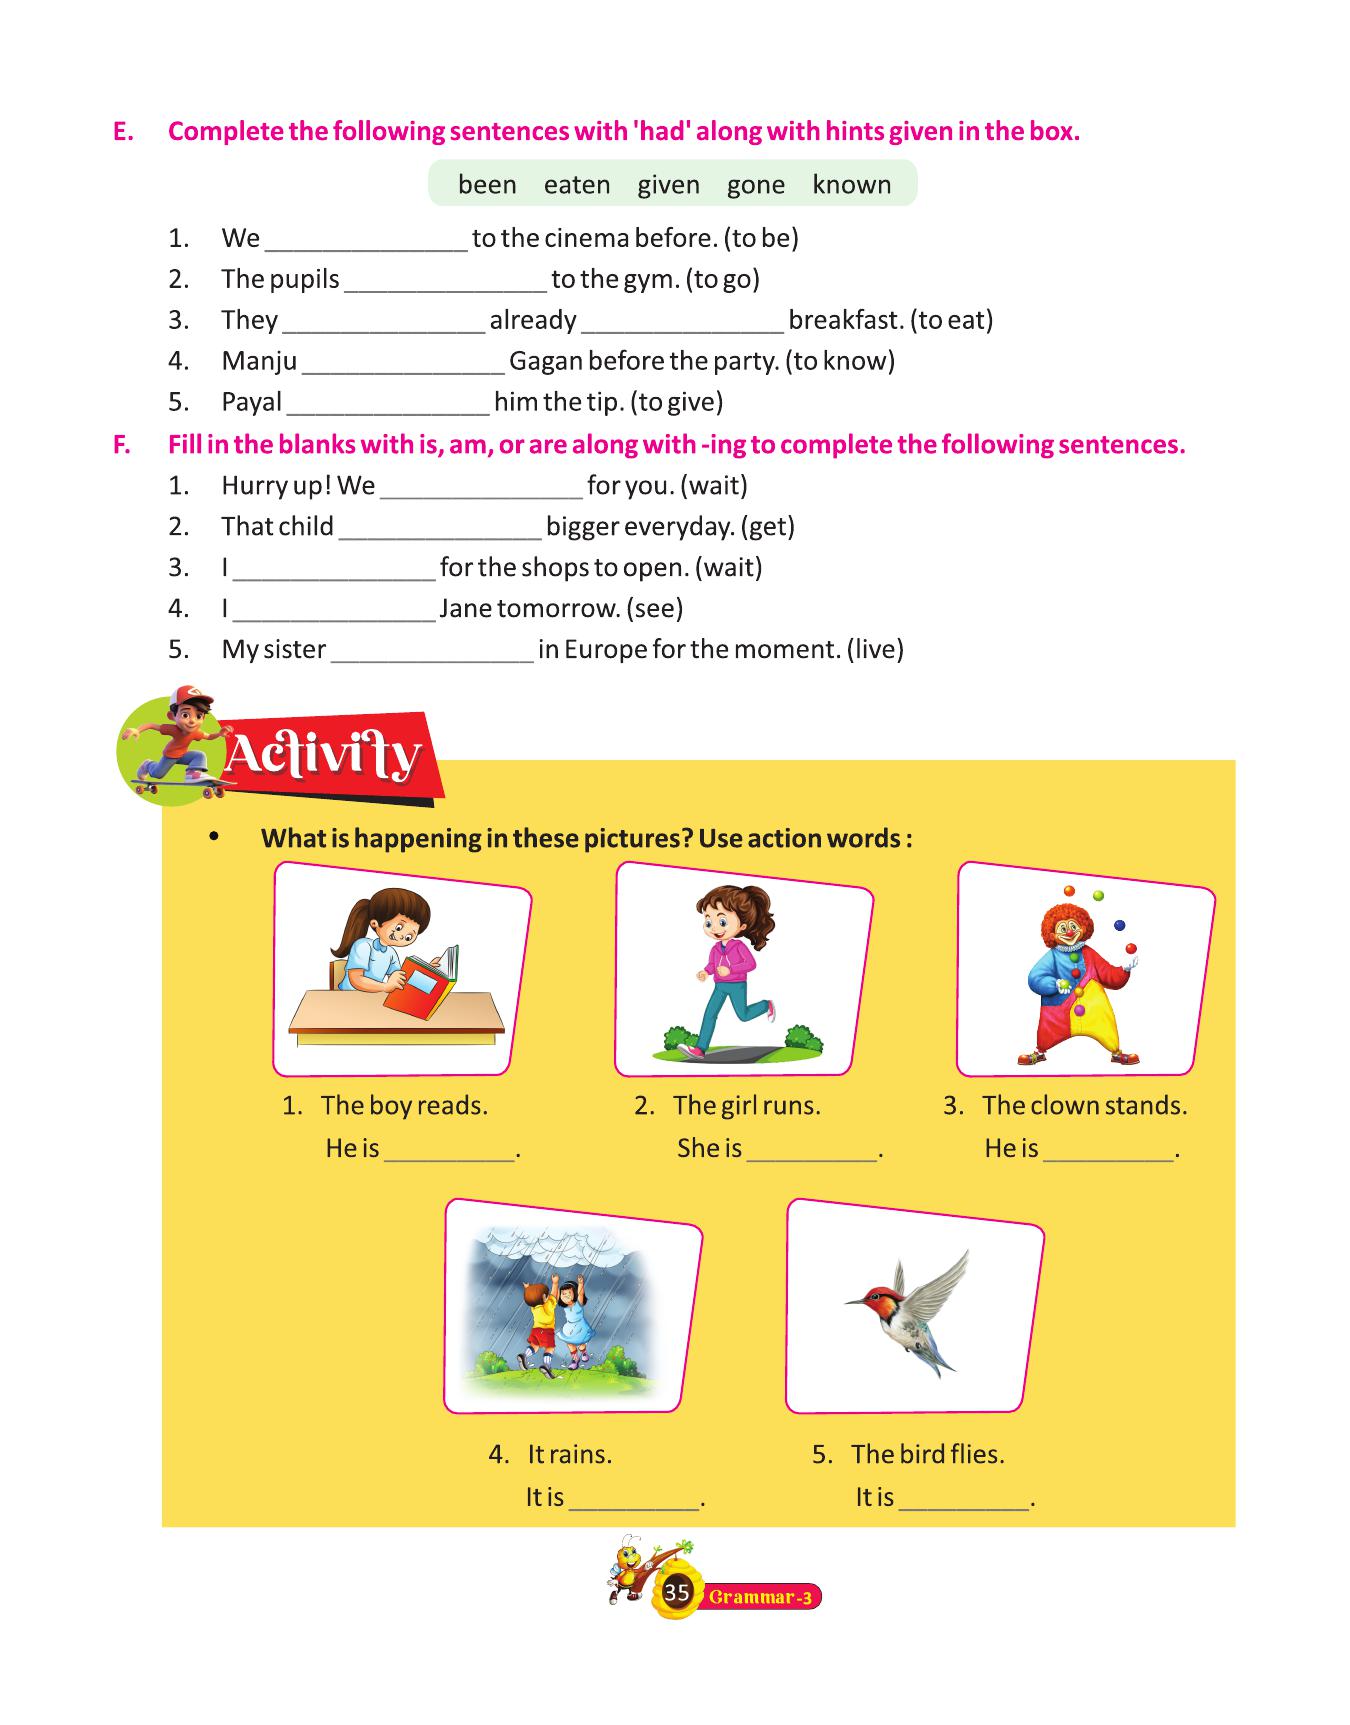 E. Complete the following sentences with 'had' along with hints given in the box.
been eaten given gone known
1. We ______________ to the cinema before. (to be)
2. The pupils ______________ to the gym. (to go)
3. They ______________ already ______________ breakfast. (to eat)
4. Manju ______________ Gagan before the party. (to know)
5. Payal ______________ him the tip. (to give)
F. Fill in the blanks with is, am, or are along with -ing to complete the following sentences.
1. Hurry up! We ______________ for you. (wait)
2. That child ______________ bigger everyday. (get)
3. I ______________ for the shops to open. (wait)
4. I ______________ Jane tomorrow. (see)
5. My sister ______________ in Europe for the moment. (live)
Activity
• What is happening in these pictures? Use action words :
1. The boy reads. 2. The girl runs. 3. The clown stands.
He is _________. She is _________. He is _________.
4. It rains. 5. The bird flies.
It is _________. It is _________.
35 Grammar-3